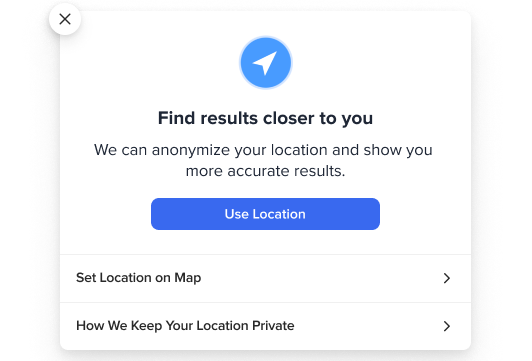 Find results closer to you
We can anonymize your location and show you
more accurate results.
Use Location
Set Location on Map
How We Keep Your Location Private